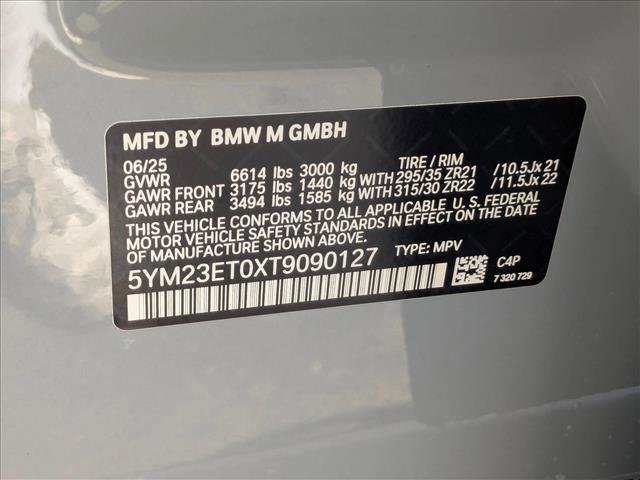 MFD BY BMW M GMBH
06/25 TIRE / RIM
GVWR 6614 lbs 3000 kg
GAWR FRONT 3175 lbs 1440 kg WITH 295/35 ZR21 /10.5Jx 21
GAWR REAR 3494 lbs 1585 kg WITH 315/30 ZR22 /11.5Jx 22
THIS VEHICLE CONFORMS TO ALL APPLICABLE U.S. FEDERAL
MOTOR VEHICLE SAFETY STANDARDS IN EFFECT ON THE
DATE OF MANUFACTURE SHOWN ABOVE.
5YM23ET0XT9090127 TYPE: MPV C4P
7 320 729